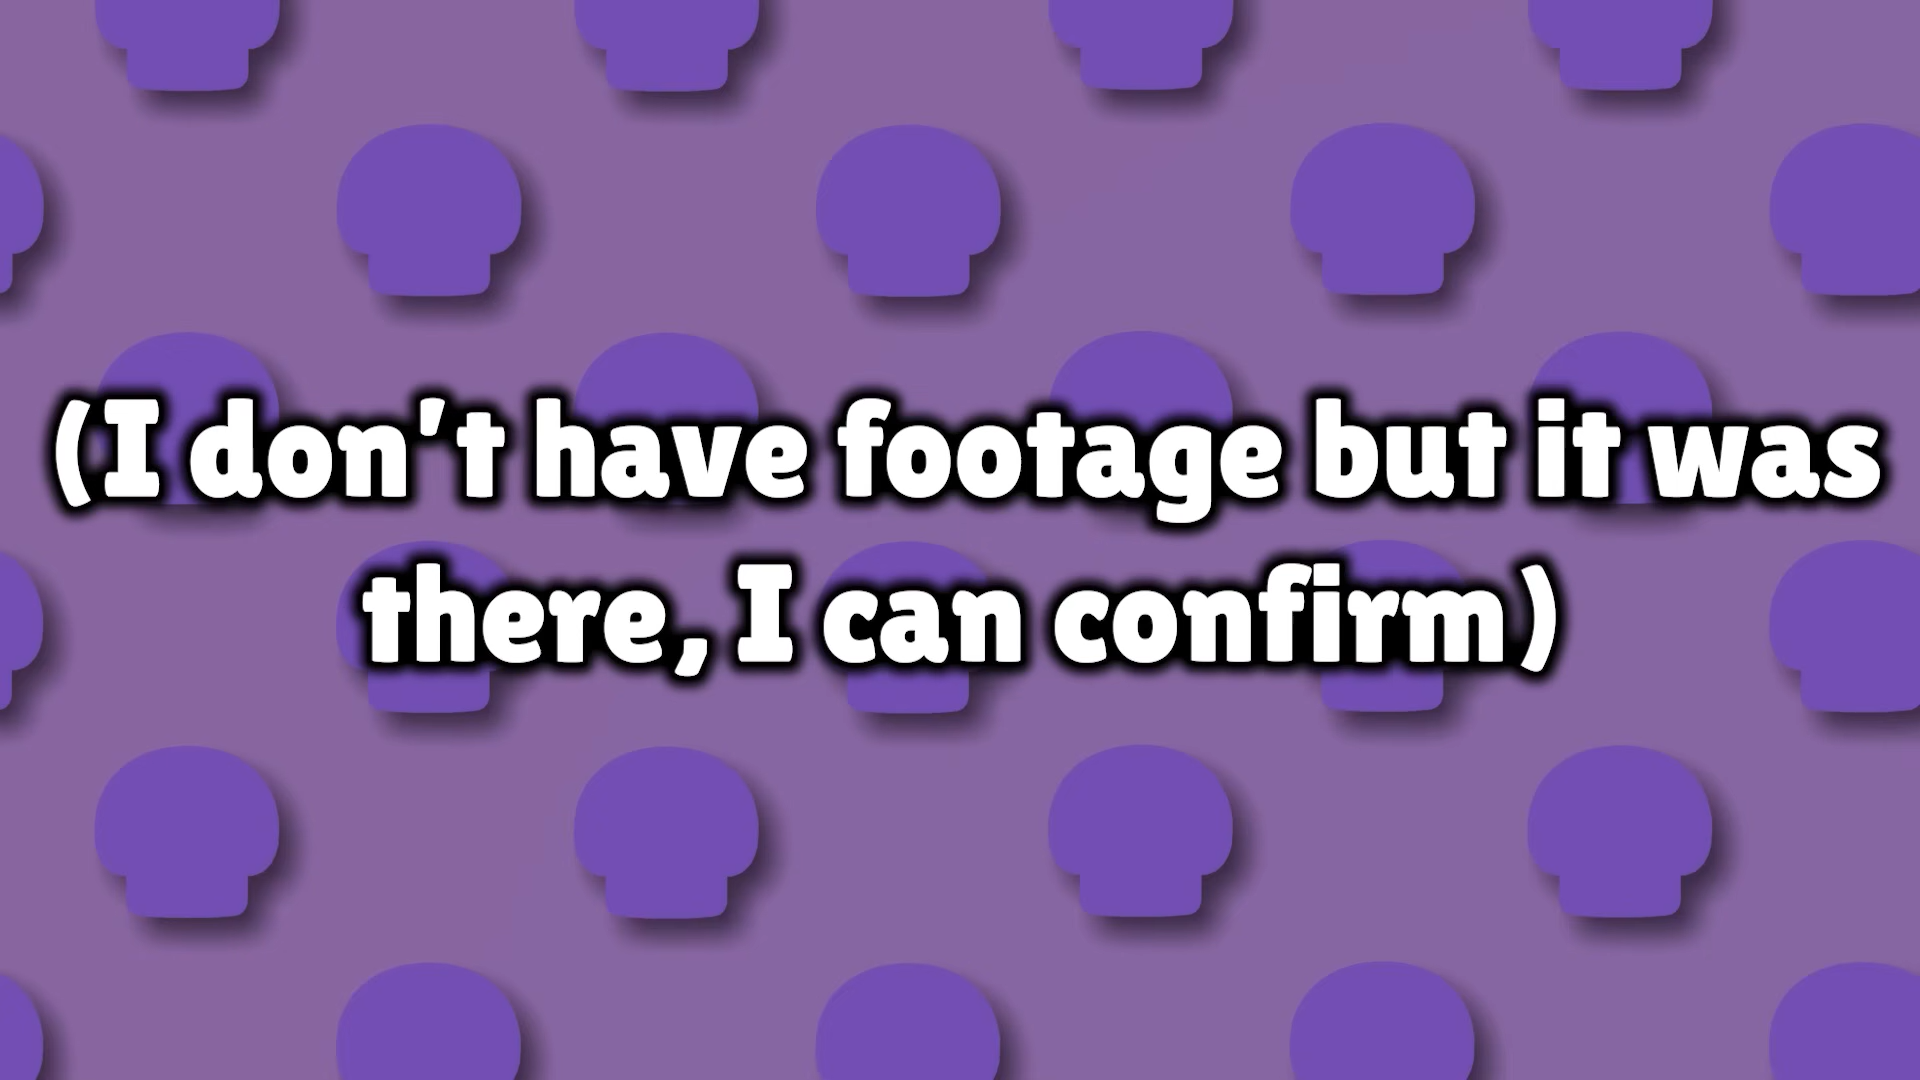 (I don't have footage but it was
there, I can confirm)